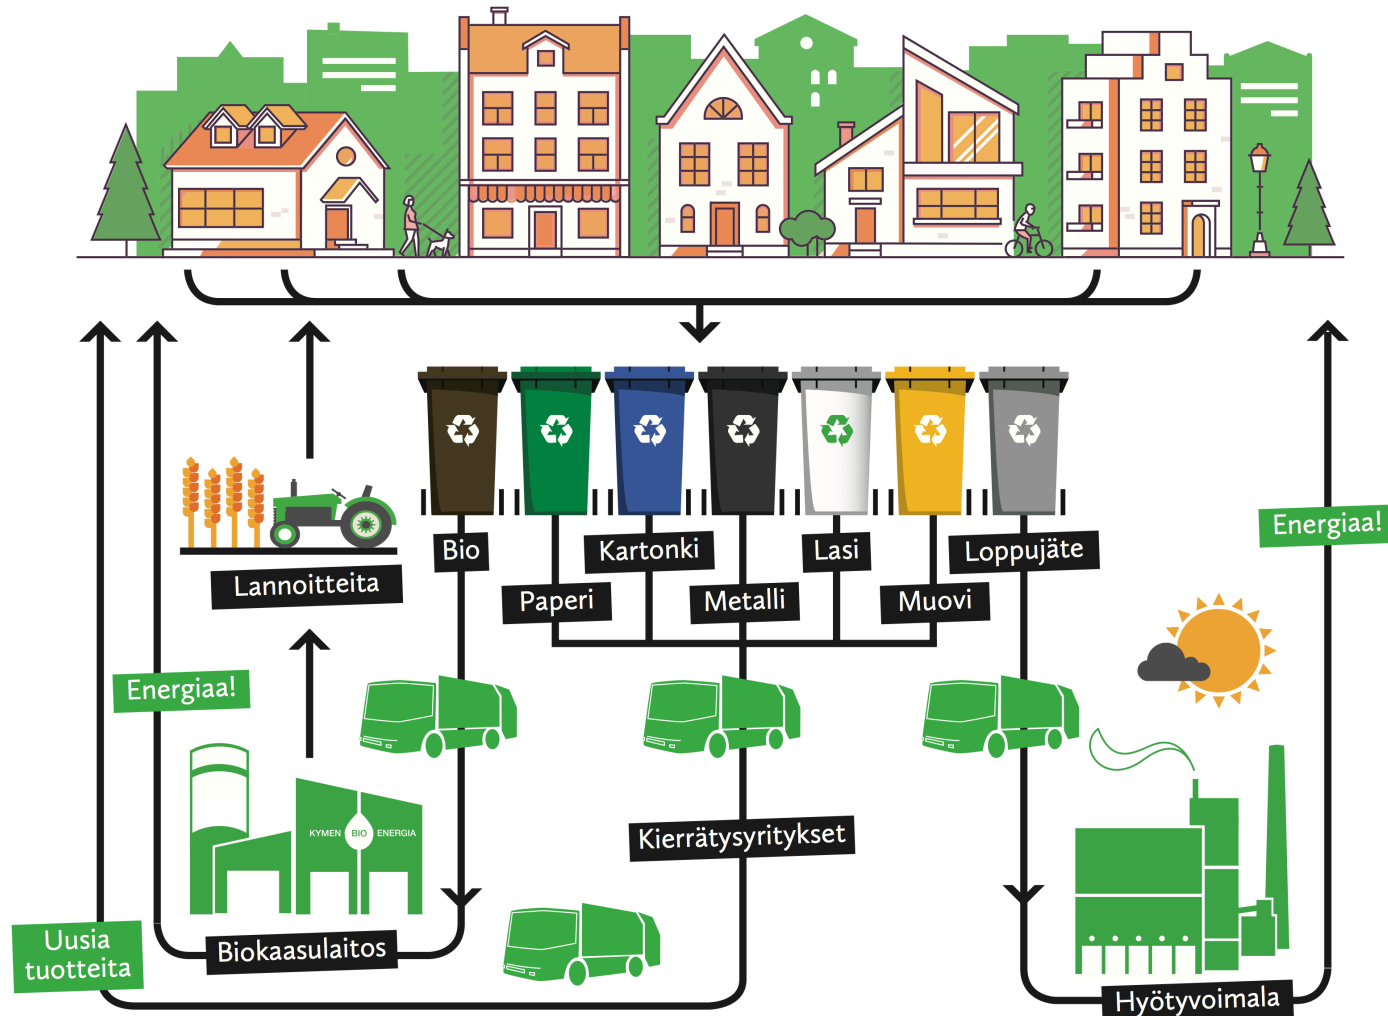 Bio
Kartonki
Lasi
Loppujäte
Paperi
Metalli
Muovi
Lannoitteita
Energiaa!
Energiaa!
KYMEN BIO ENERGIA
Kierrätysyritykset
Uusia
tuotteita
Biokaasulaitos
Hyötyvoimala